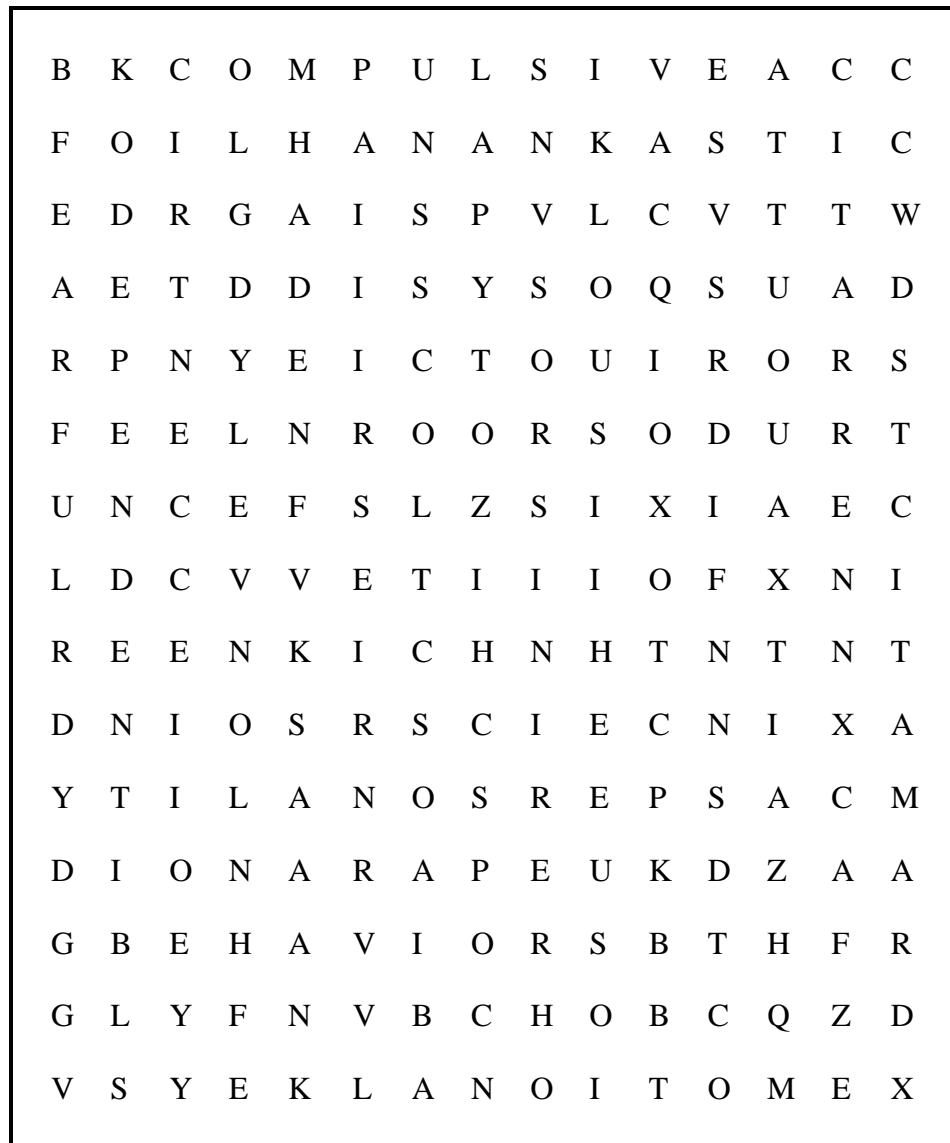 B K C O M P U L S I V E A C C
F O I L H A N A N K A S T I C
E D R G A I S P V L C V T T W
A E T D D I S Y S O Q S U A D
R P N Y E I C T O U I R O R S
F E E L N R O O R S O D U R T
U N C E F S L Z S I X I A E C
L D C V V E T I I I O F X N I
R E E N K I C H N H T N T N T
D N I O S R S C I E C N I X A
Y T I L A N O S R E P S A C M
D I O N A R A P E U K D Z A A
G B E H A V I O R S B T H F R
G L Y F N V B C H O B C Q Z D
V S Y E K L A N O I T O M E X